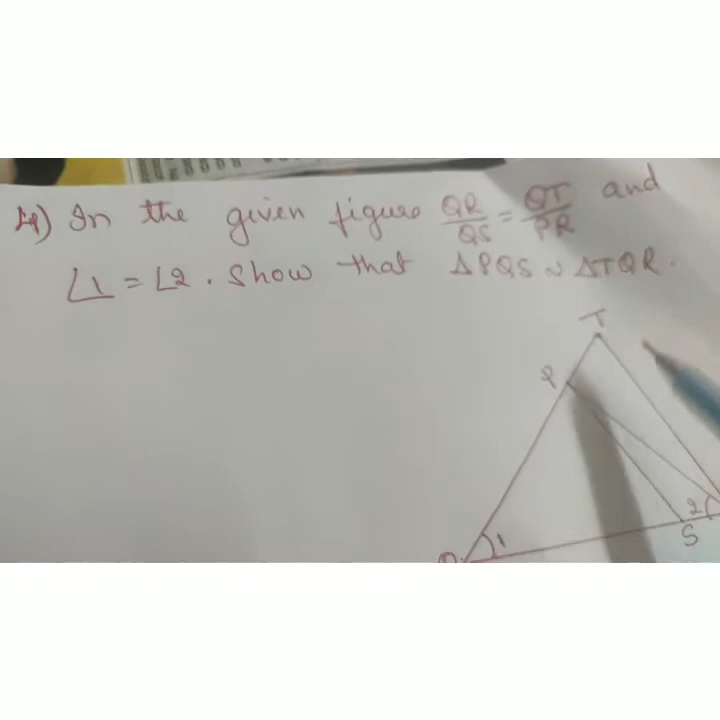 4) In the given figure QR/QS = QT/PR and
∠1 = ∠2. Show that ΔPQS ~ ΔTQR.
T
P
2
1
S